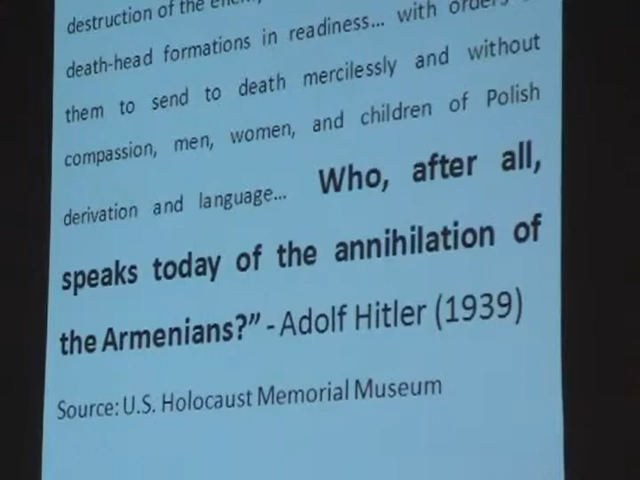 destruction of the
death-head formations in readiness... with orders
them to send to death mercilessly and without
compassion, men, women, and children of Polish
derivation and language... Who, after all,
speaks today of the annihilation of
the Armenians?” - Adolf Hitler (1939)
Source: U.S. Holocaust Memorial Museum